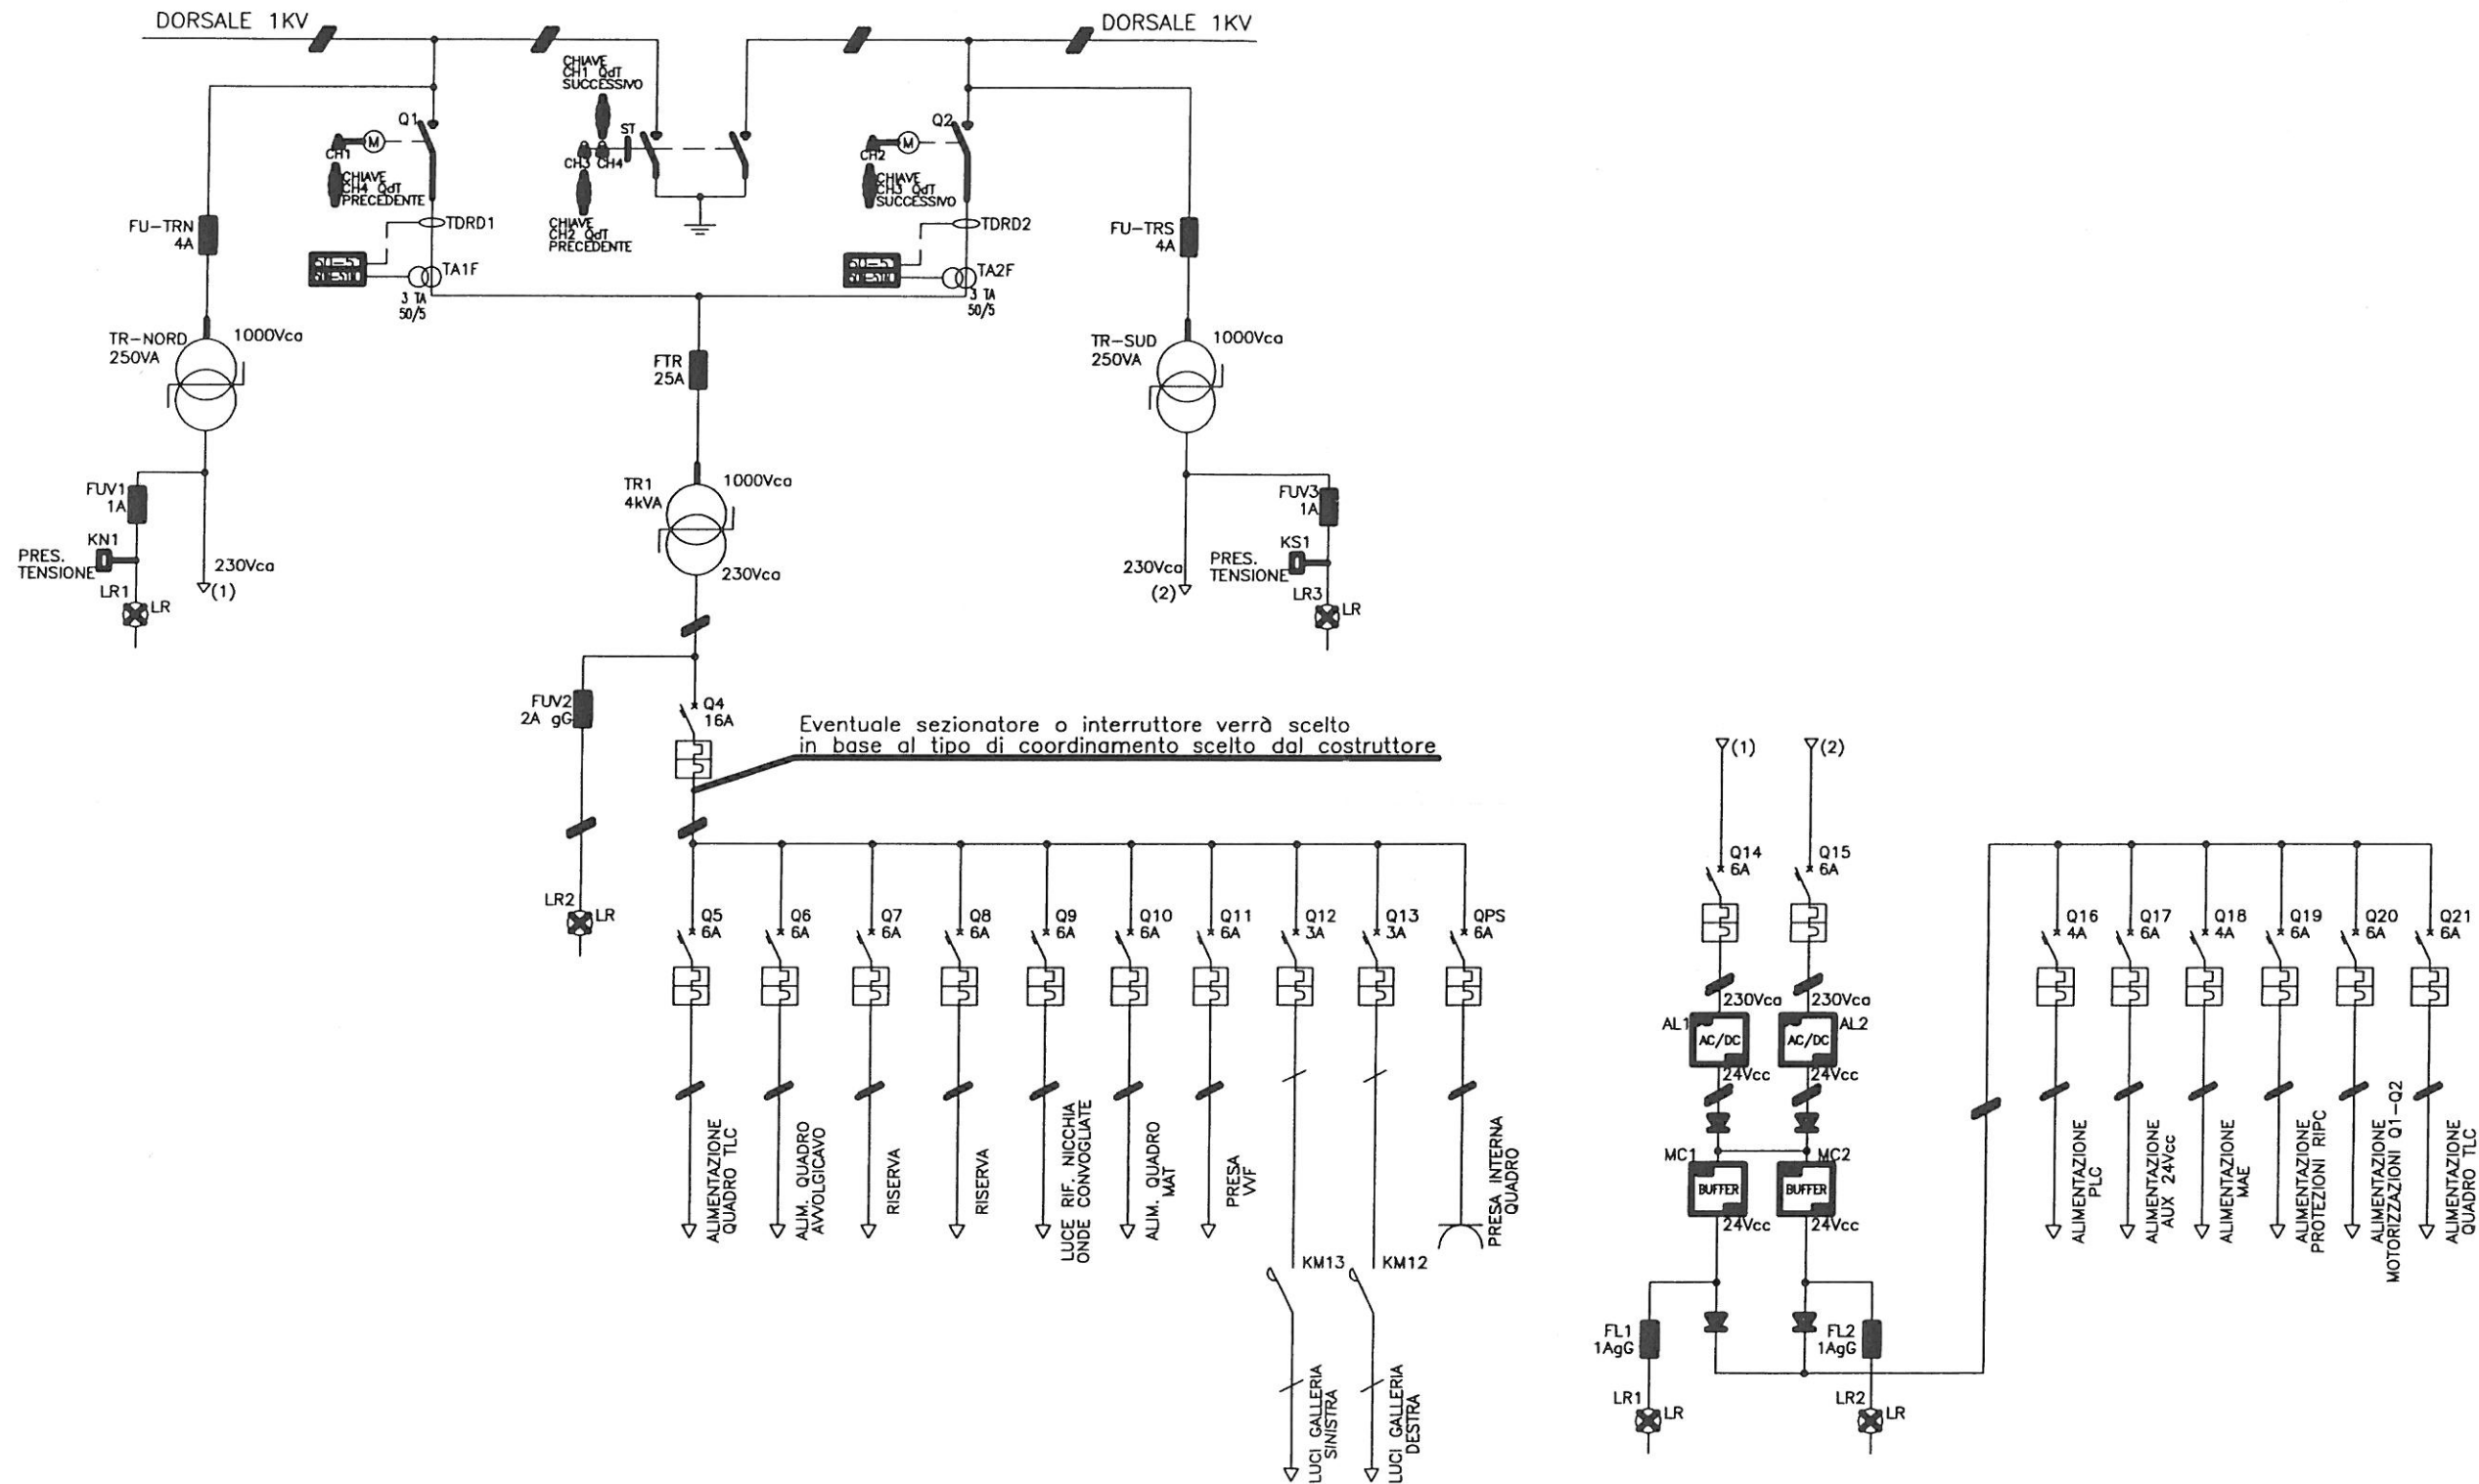 DORSALE 1KV
DORSALE 1KV
CHIAVE
CH1 QdT
SUCCESSIVO
Q1
M
CH1
CHIAVE
CH4 QdT
PRECEDENTE
ST
CH3 CH4
CHIAVE
CH2 QdT
PRECEDENTE
Q2
M
CH2
CHIAVE
CH3 QdT
SUCCESSIVO
FU-TRN
4A
TDRD1
TA1F
3 TA
50/5
TDRD2
TA2F
3 TA
50/5
FU-TRS
4A
TR-NORD
250VA
1000Vca
FTR
25A
TR-SUD
250VA
1000Vca
TR1
4kVA
1000Vca
230Vca
FUV1
1A
KN1
PRES.
TENSIONE
LR1
LR
230Vca
(1)
FUV3
1A
KS1
PRES.
TENSIONE
LR3
LR
230Vca
(2)
FUV2
2A gG
Q4
16A
Eventuale sezionatore o interruttore verrà scelto
in base al tipo di coordinamento scelto dal costruttore
LR2
LR
Q5
6A
Q6
6A
Q7
6A
Q8
6A
Q9
6A
Q10
6A
Q11
6A
Q12
3A
Q13
3A
QPS
6A
ALIMENTAZIONE
QUADRO TLC
ALIM. QUADRO
AVVOLGICAVO
RISERVA
RISERVA
LUCE RIF. NICCHIA
ONDE CONVOGLIATE
ALIM. QUADRO
MAT
PRESA
VVF
KM13
LUCI GALLERIA
SINISTRA
KM12
LUCI GALLERIA
DESTRA
PRESA INTERNA
QUADRO
(1)
(2)
Q14
6A
Q15
6A
230Vca
230Vca
AL1
AC/DC
AC/DC
AL2
24Vcc
24Vcc
MC1
MC2
BUFFER
BUFFER
24Vcc
24Vcc
FL1
1AgG
FL2
1AgG
LR1
LR
LR2
LR
Q16
4A
Q17
6A
Q18
4A
Q19
6A
Q20
6A
Q21
6A
ALIMENTAZIONE
PLC
ALIMENTAZIONE
AUX 24Vcc
ALIMENTAZIONE
MAE
ALIMENTAZIONE
PROTEZIONI RIPC
ALIMENTAZIONE
MOTORIZZAZIONI Q1-Q2
ALIMENTAZIONE
QUADRO TLC